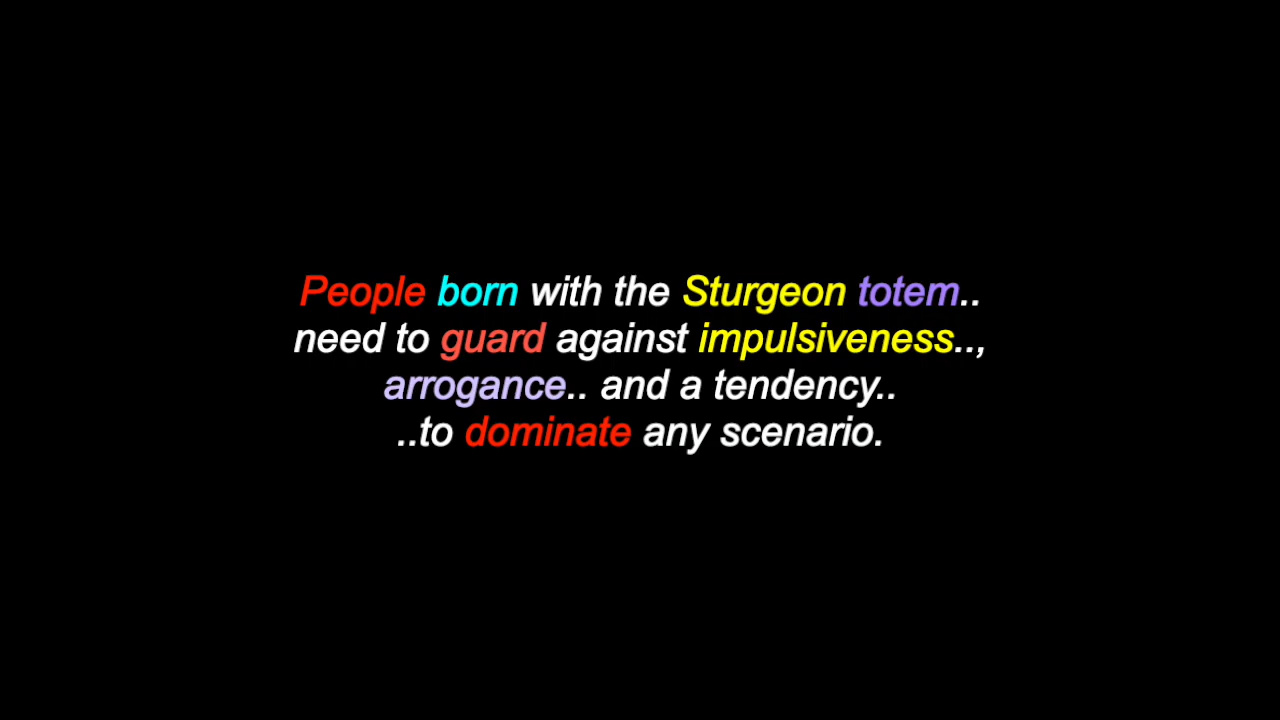 People born with the Sturgeon totem..
need to guard against impulsiveness..,
arrogance.. and a tendency..
..to dominate any scenario.